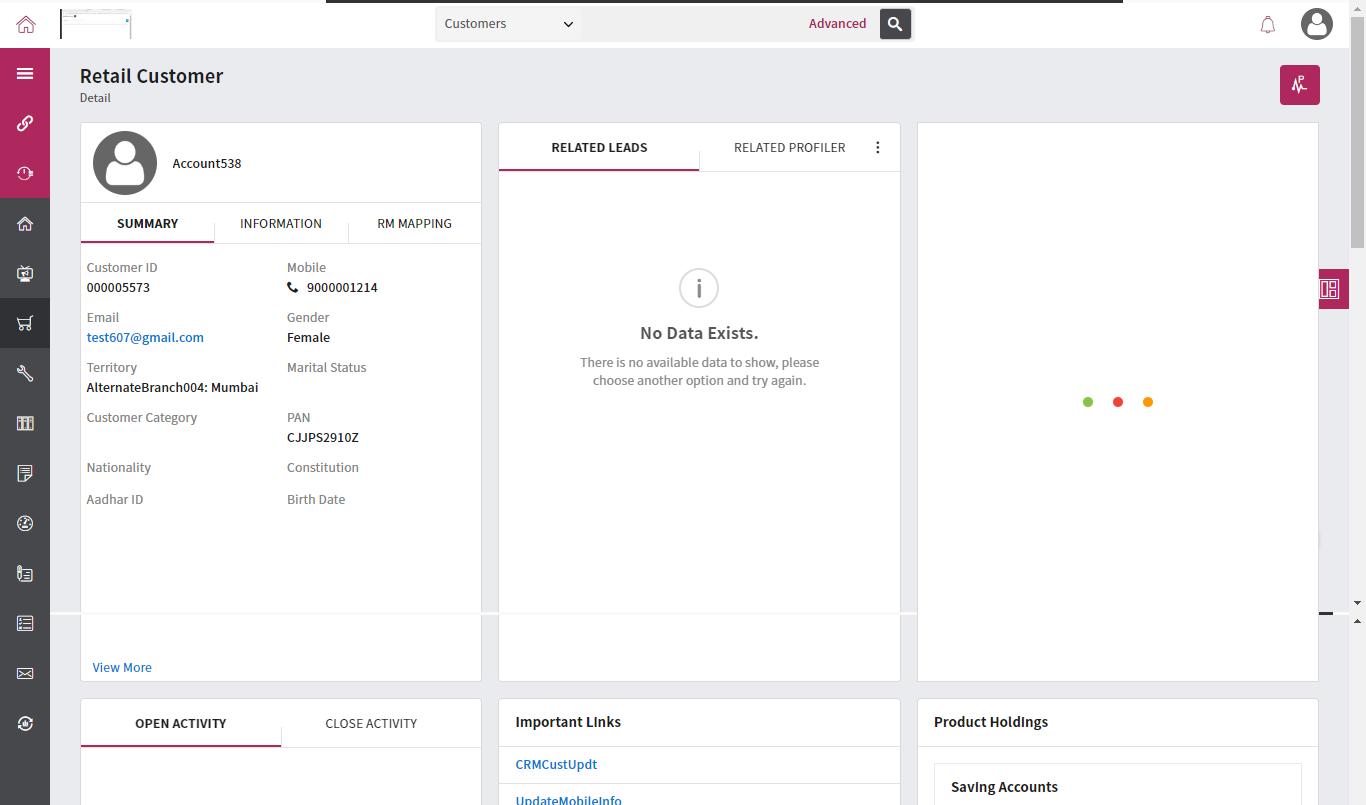 Customers
Advanced
Retail Customer
Detail
Account538
SUMMARY INFORMATION RM MAPPING
Customer ID Mobile
000005573 9000001214
Email Gender
test607@gmail.com Female
Territory Marital Status
AlternateBranch004: Mumbai
Customer Category PAN
CJJPS2910Z
Nationality Constitution
Aadhar ID Birth Date
View More
RELATED LEADS RELATED PROFILER
No Data Exists.
There is no available data to show, please
choose another option and try again.
OPEN ACTIVITY CLOSE ACTIVITY
Important Links
CRMCustUpdt
UpdateMobileInfo
Product Holdings
Saving Accounts